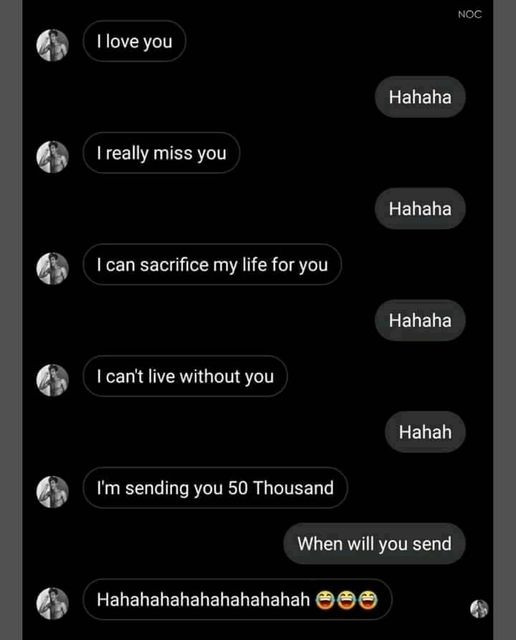 NOC
I love you
Hahaha
I really miss you
Hahaha
I can sacrifice my life for you
Hahaha
I can't live without you
Hahah
I'm sending you 50 Thousand
When will you send
Hahahahahahahahahahah 😂😂😂